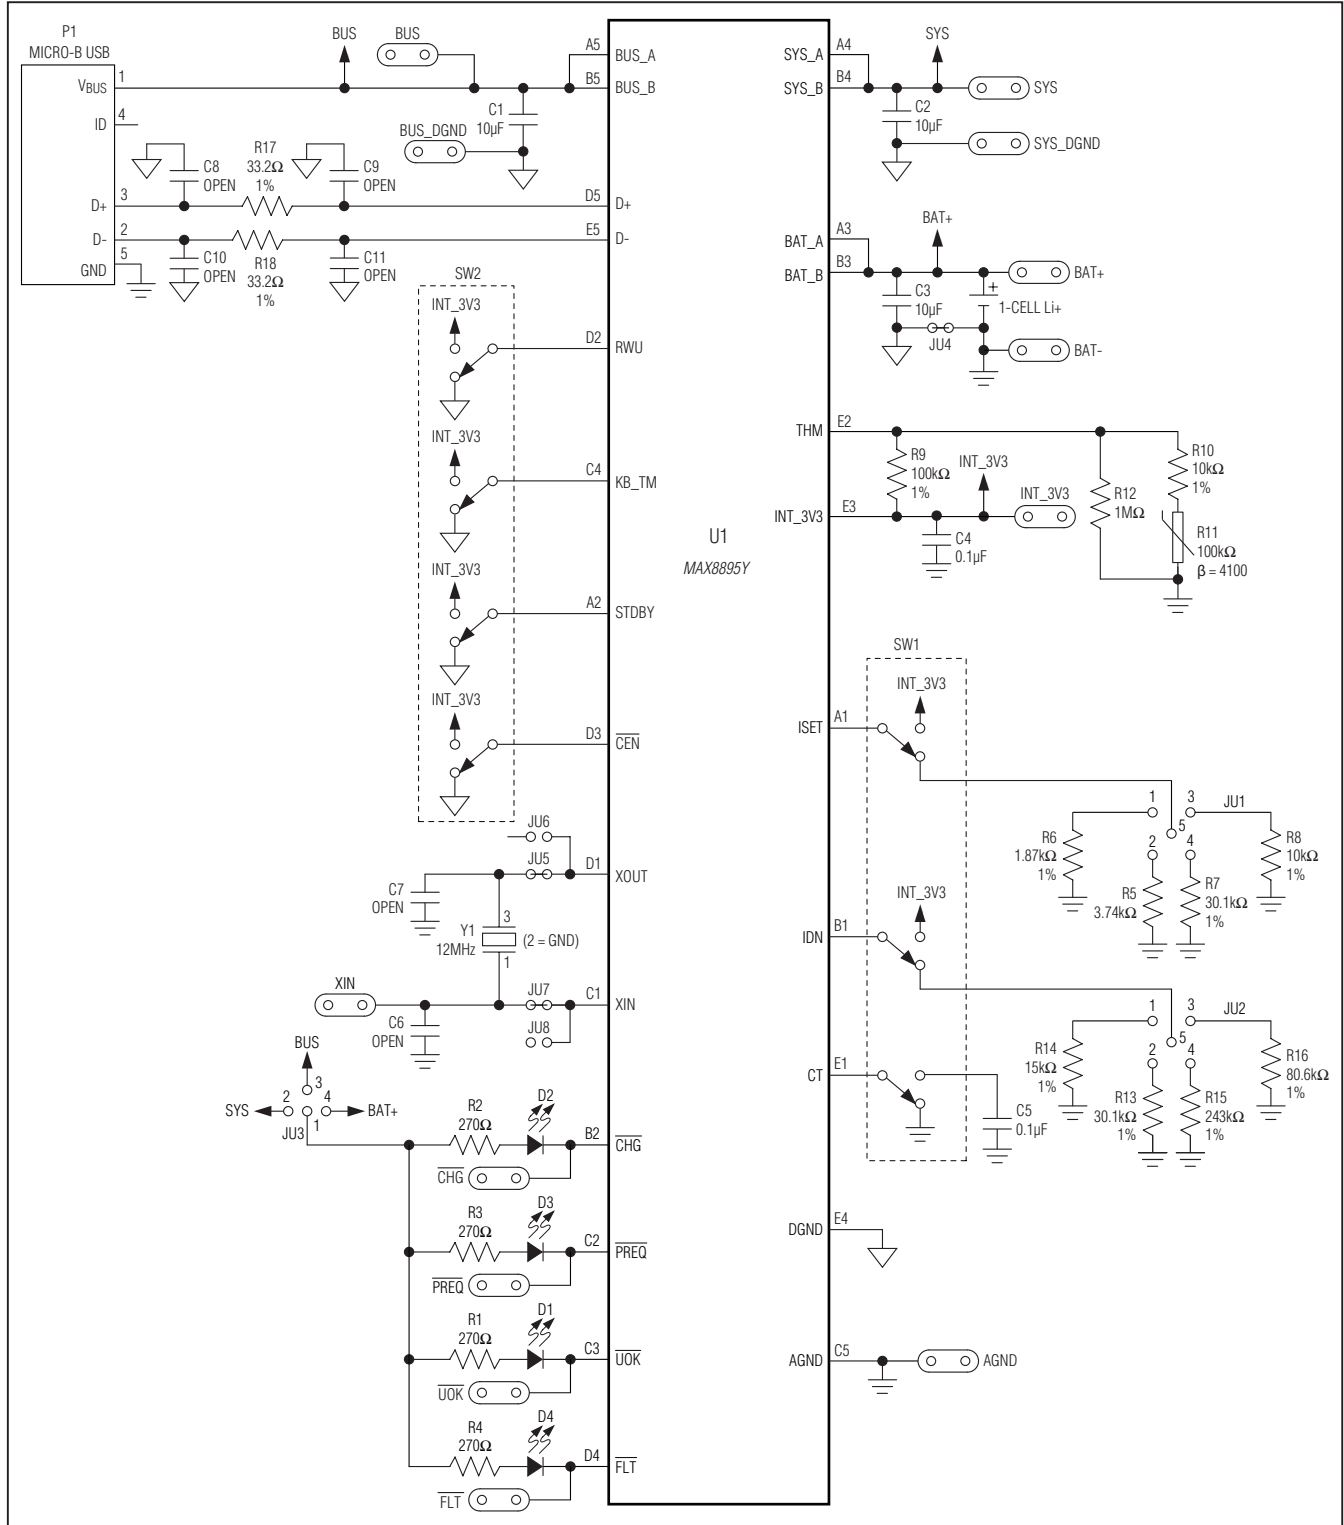 P1
MICRO-B USB
VBUS
1
ID
4
D+
3
D-
2
GND
5
BUS
BUS
C1
10µF
BUS_DGND
C8
OPEN
R17
33.2Ω
1%
C9
OPEN
C10
OPEN
R18
33.2Ω
1%
C11
OPEN
A5
BUS_A
B5
BUS_B
D5
D+
E5
D-
SW2
INT_3V3
D2
RWU
INT_3V3
C4
KB_TM
INT_3V3
A2
STDBY
INT_3V3
D3
CEN
JU6
JU5
D1
XOUT
C7
OPEN
3
Y1
12MHz
(2 = GND)
1
XIN
JU7
C1
XIN
JU8
C6
OPEN
BUS
3
SYS
2
4
BAT+
JU3
1
R2
270Ω
D2
B2
CHG
CHG
R3
270Ω
D3
C2
PREQ
PREQ
R1
270Ω
D1
C3
UOK
UOK
R4
270Ω
D4
D4
FLT
FLT
U1
MAX8895Y
SYS_A
A4
SYS_B
B4
SYS
SYS
C2
10µF
SYS_DGND
BAT_A
A3
BAT_B
B3
BAT+
BAT+
C3
10µF
+
1-CELL Li+
JU4
BAT-
THM
E2
R9
100kΩ
1%
INT_3V3
INT_3V3
INT_3V3
E3
C4
0.1µF
R12
1MΩ
R10
10kΩ
1%
R11
100kΩ
β = 4100
SW1
INT_3V3
ISET
A1
1
3
JU1
5
2
4
R6
1.87kΩ
1%
R5
3.74kΩ
R7
30.1kΩ
1%
R8
10kΩ
1%
INT_3V3
IDN
B1
1
3
JU2
5
2
4
R14
15kΩ
1%
R13
30.1kΩ
1%
R15
243kΩ
1%
R16
80.6kΩ
1%
CT
E1
C5
0.1µF
DGND
E4
AGND
C5
AGND